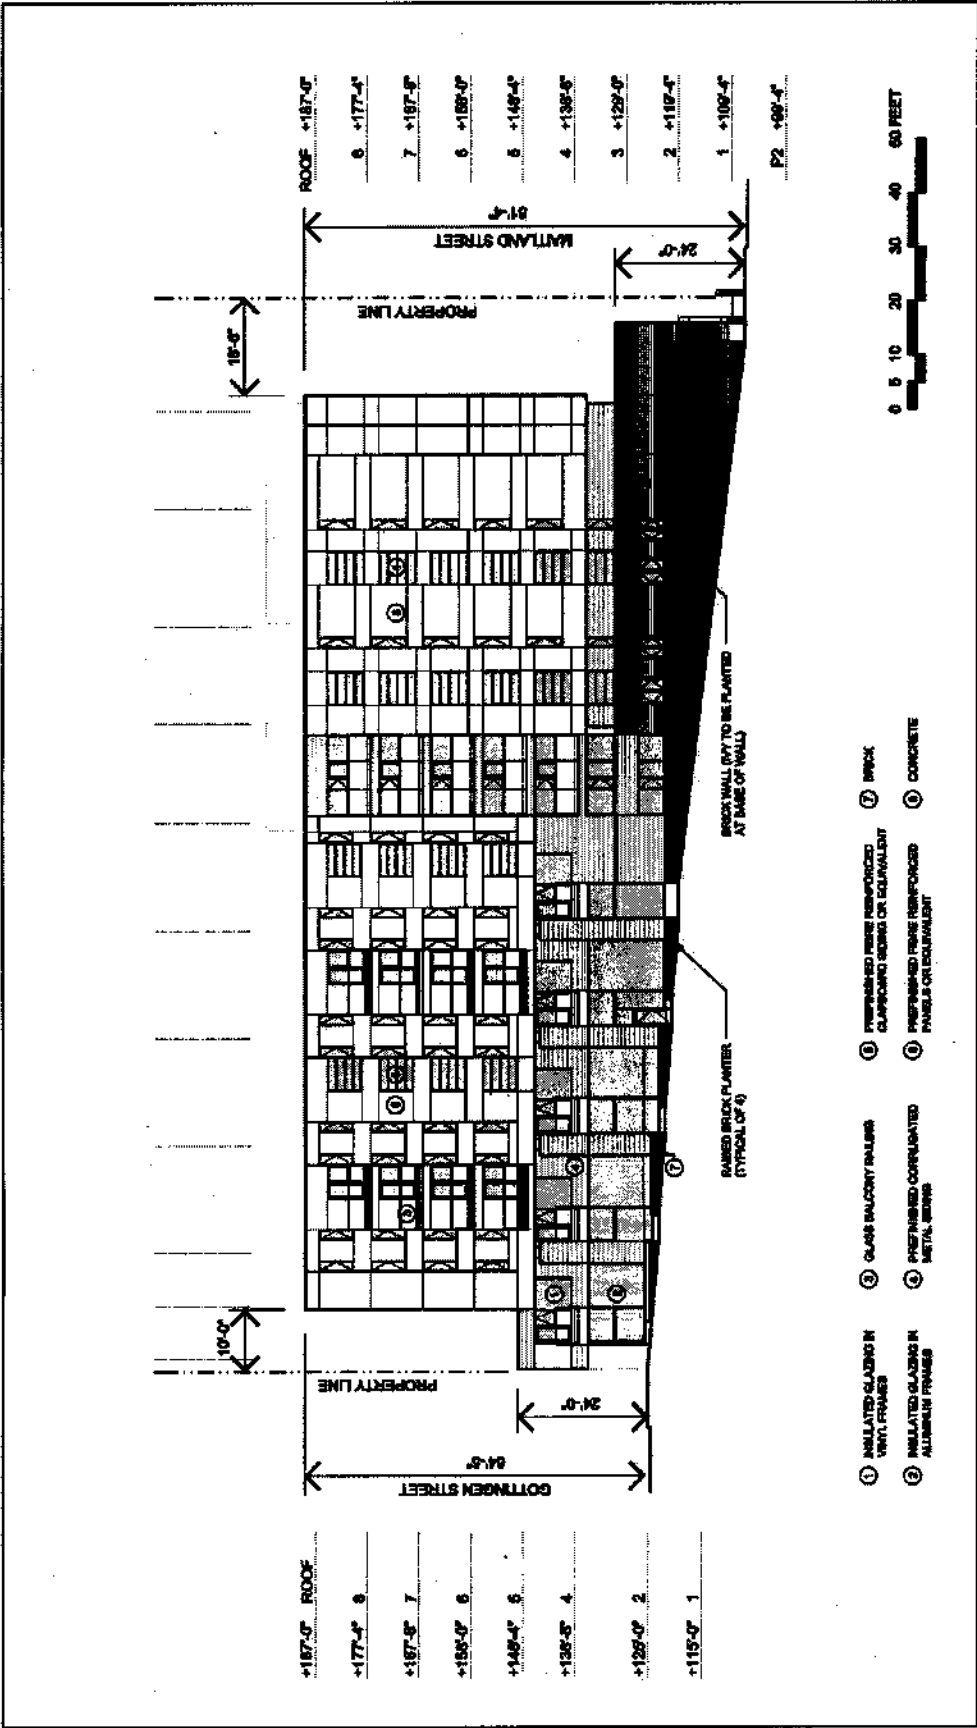 ROOF +187'-0"
8 +177'-4"
7 +167'-8"
6 +158'-0"
5 +148'-4"
4 +138'-8"
3 +129'-0"
2 +119'-4"
1 +109'-4"
P2 +99'-4"
MAITLAND STREET
24'-0"
PROPERTY LINE
10'-0"
PROPERTY LINE
24'-0"
GOTTINGEN STREET
+187'-0" ROOF
+177'-4" 8
+167'-8" 7
+158'-0" 6
+148'-4" 5
+138'-8" 4
2
+115'-0" 1
BRICK WALL (IVY TO BE PLANTED
AT BASE OF WALL)
RAISED BRICK PLANTER
(TYPICAL OF 4)
0 5 10 20 30 40 50 FEET
① INSULATED GLAZING IN
VINYL FRAMES
② INSULATED GLAZING IN
ALUMINUM FRAMES
③ GLASS BALCONY RAILING
④ PREFINISHED CORRUGATED
METAL SIDING
PREFINISHED FIBRE REINFORCED
CLAPBOARD SIDING OR EQUIVALENT
PREFINISHED FIBRE REINFORCED
PANELS OR EQUIVALENT
⑦ BRICK
CONCRETE